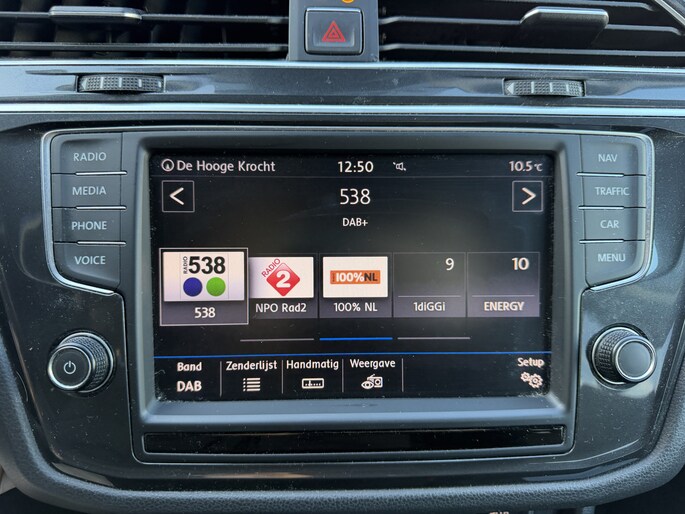 De Hooge Krocht 12:50 10.5°C
538
DAB+
RADIO
MEDIA
PHONE
VOICE
NAV
TRAFFIC
CAR
MENU
RADIO 538
RADIO 2
100%NL
9
10
538
NPO Rad2
100% NL
1diGGi
ENERGY
Band
DAB
Zenderlijst
Handmatig
Weergave
Setup